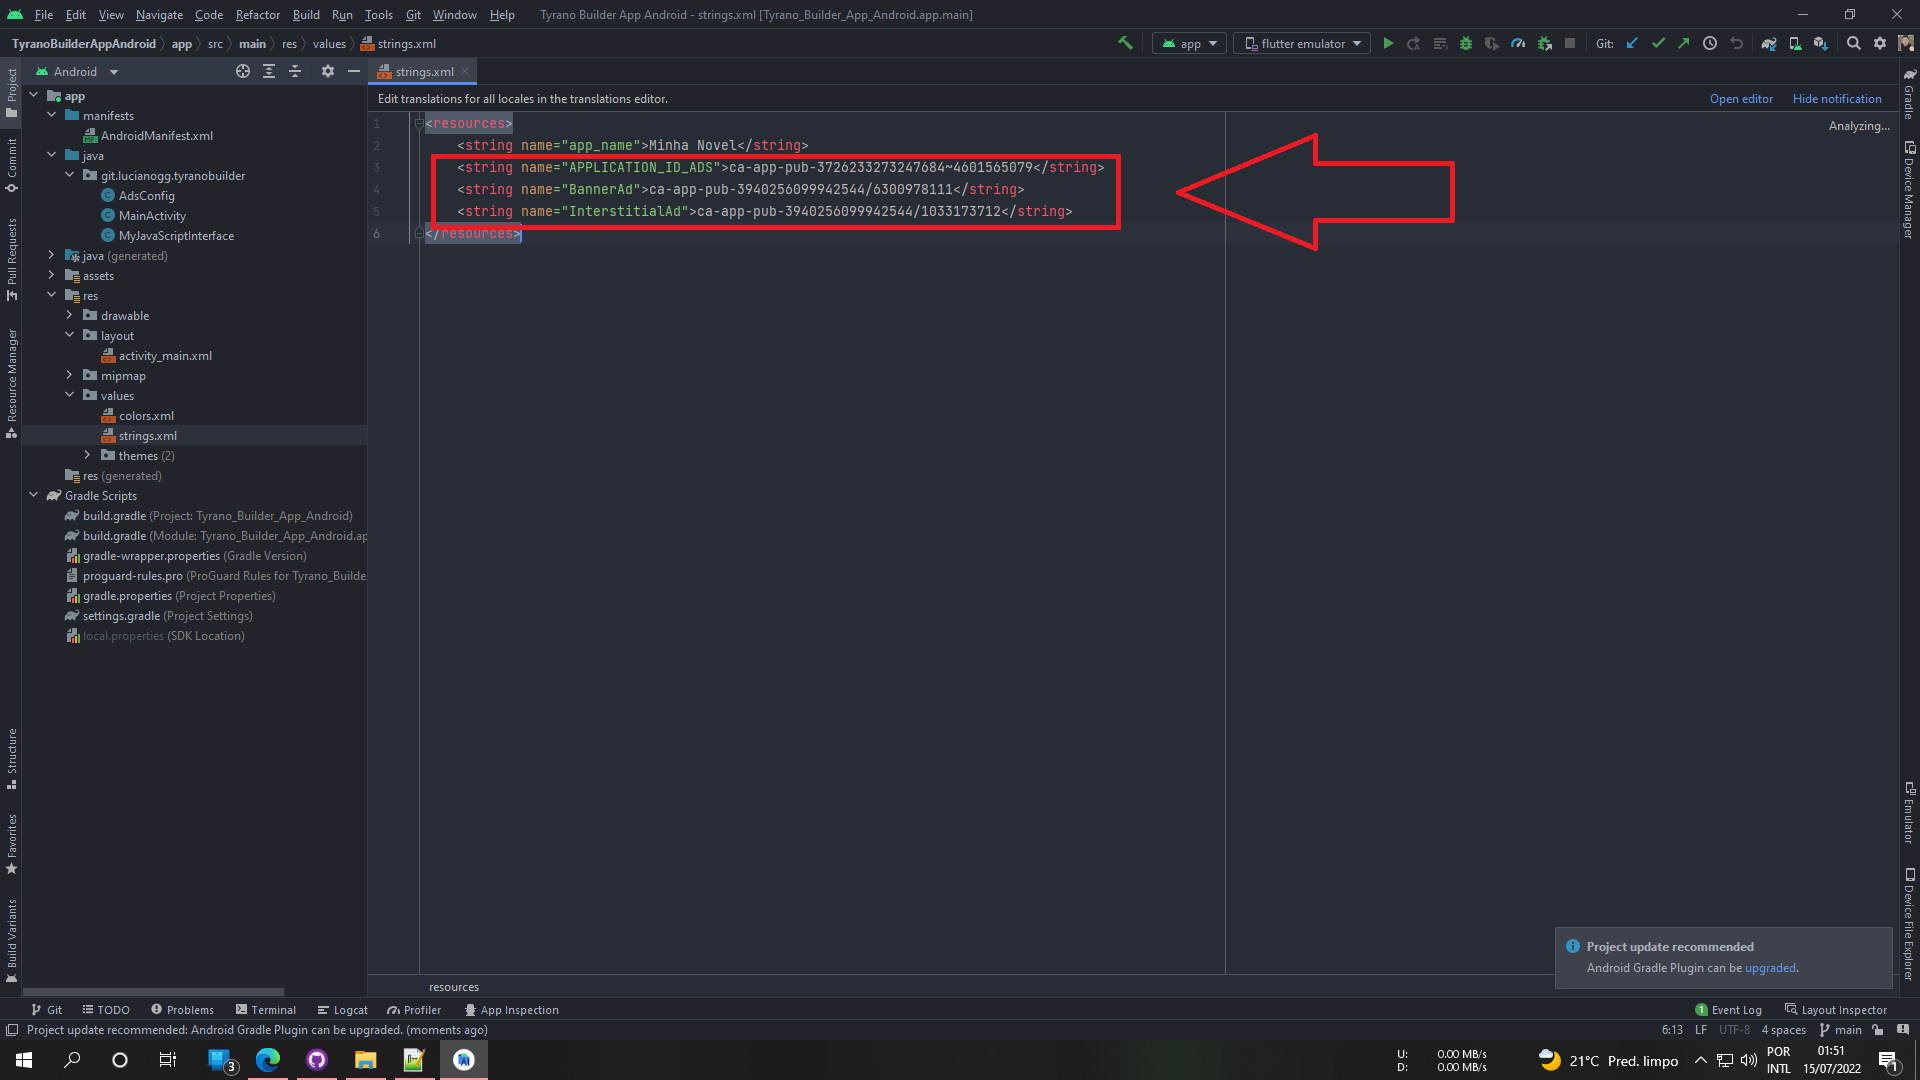 File Edit View Navigate Code Refactor Build Run Tools Git Window Help Tyrano Builder App Android - strings.xml [Tyrano_Builder_App_Android.app.main]
TyranoBuilderAppAndroid app src main res values strings.xml app flutter emulator Git:
Project
Commit
Pull Requests
Resource Manager
Structure
Favorites
Build Variants
Android
app
manifests
AndroidManifest.xml
java
git.lucianogg.tyranobuilder
AdsConfig
MainActivity
MyJavaScriptInterface
java (generated)
assets
res
drawable
layout
activity_main.xml
mipmap
values
colors.xml
strings.xml
themes (2)
res (generated)
Gradle Scripts
build.gradle (Project: Tyrano_Builder_App_Android)
build.gradle (Module: Tyrano_Builder_App_Android.ap
gradle-wrapper.properties (Gradle Version)
proguard-rules.pro (ProGuard Rules for Tyrano_Builde
gradle.properties (Project Properties)
settings.gradle (Project Settings)
local.properties (SDK Location)
strings.xml
Edit translations for all locales in the translations editor. Open editor Hide notification
Analyzing...
1 <resources>
2 <string name="app_name">Minha Novel</string>
3 <string name="APPLICATION_ID_ADS">ca-app-pub-3726233273247684~4601565079</string>
4 <string name="BannerAd">ca-app-pub-3940256099942544/6300978111</string>
5 <string name="InterstitialAd">ca-app-pub-3940256099942544/1033173712</string>
6 </resources>
Gradle
Device Manager
Emulator
Device File Explorer
Project update recommended
Android Gradle Plugin can be upgraded.
resources
Git TODO Problems Terminal Logcat Profiler App Inspection 1 Event Log Layout Inspector
Project update recommended: Android Gradle Plugin can be upgraded. (moments ago) 6:13 LF UTF-8 4 spaces main
3
U: 0.00 MB/s
D: 0.00 MB/s
21°C Pred. limpo
POR
INTL
01:51
15/07/2022
1